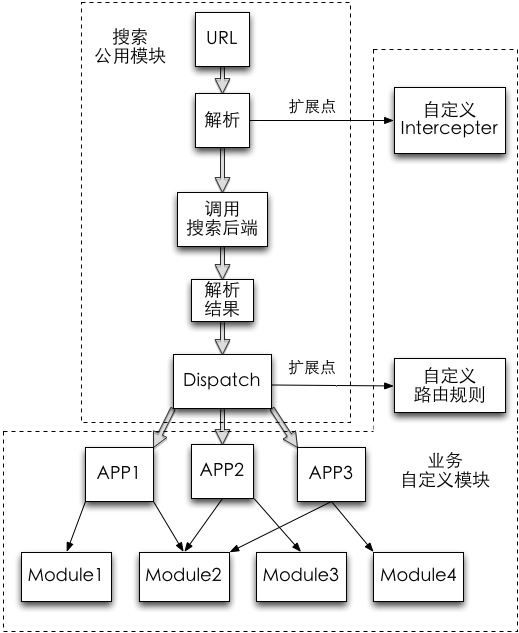 搜索
公用模块
URL
解析
扩展点
自定义
Intercepter
调用
搜索后端
解析
结果
Dispatch
扩展点
自定义
路由规则
业务
自定义模块
APP1
APP2
APP3
Module1
Module2
Module3
Module4